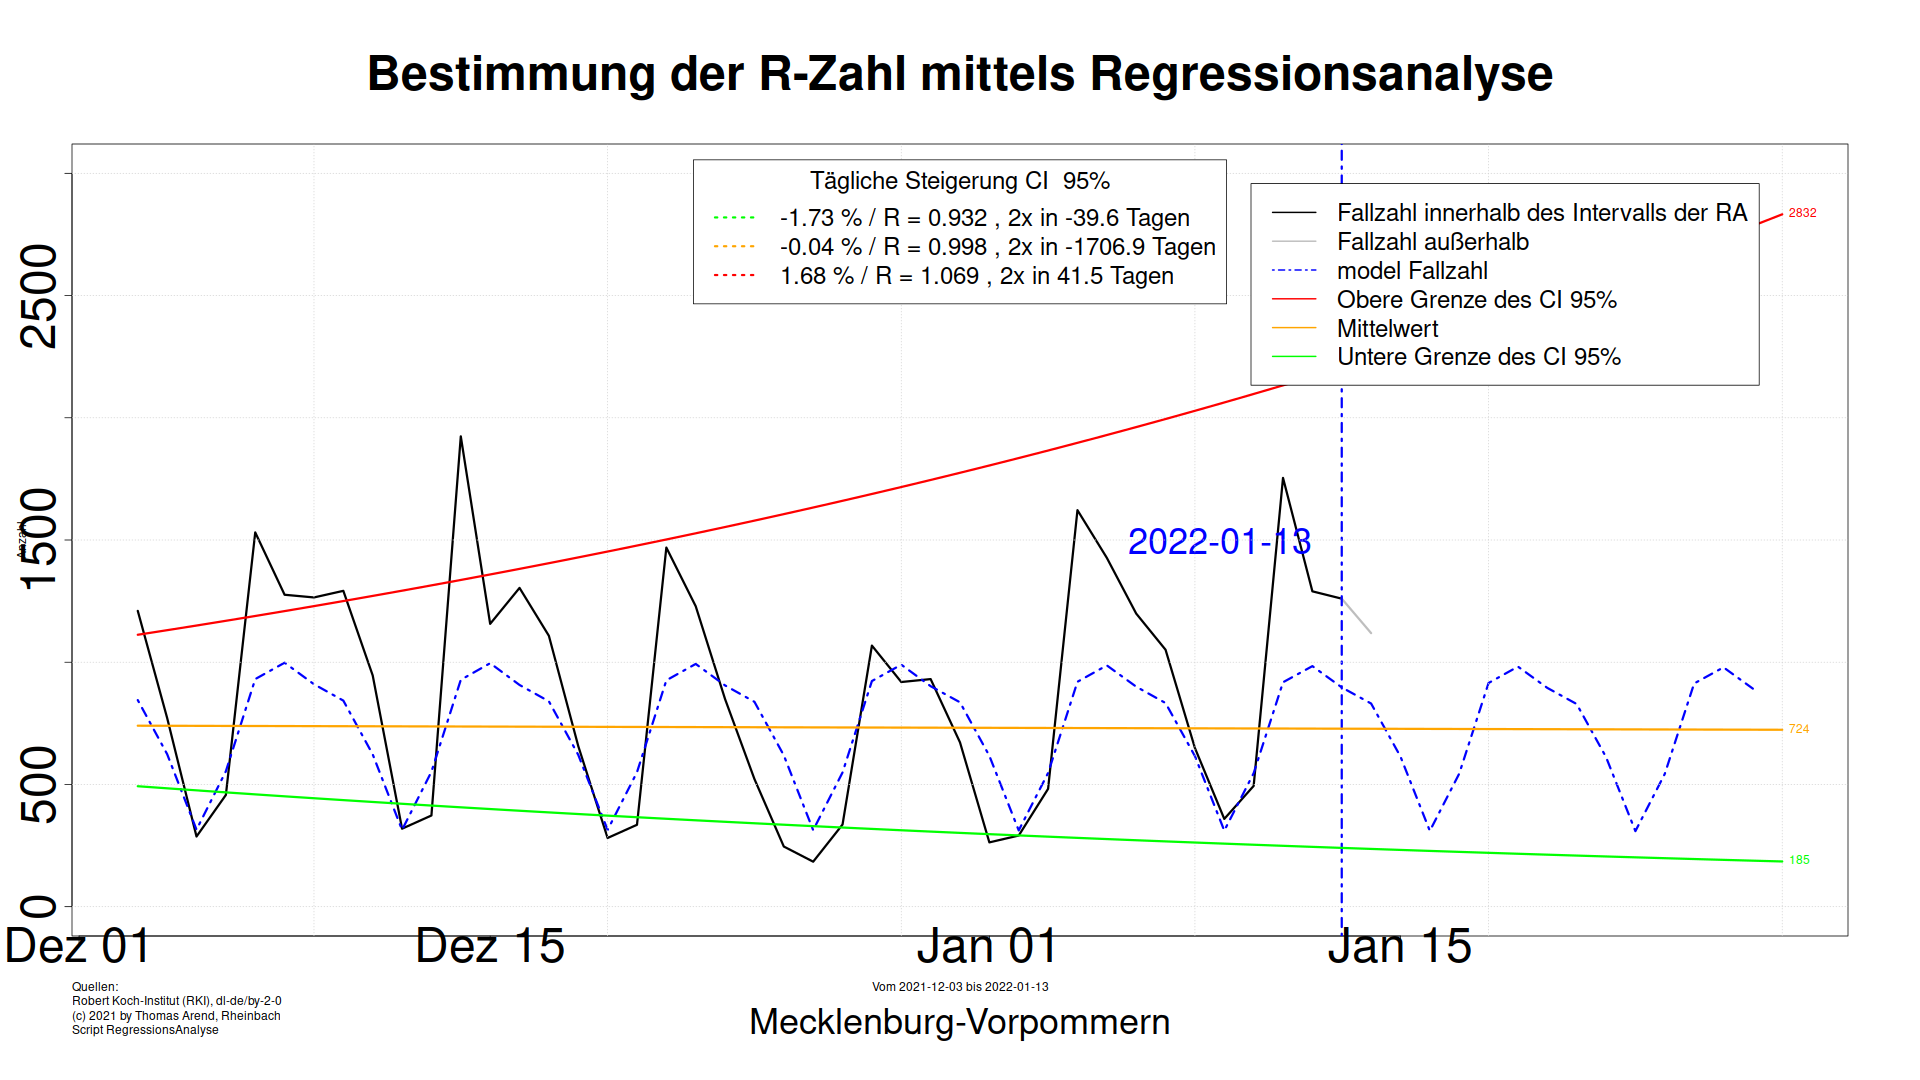 Bestimmung der R-Zahl mittels Regressionsanalyse
Tägliche Steigerung CI 95%
-1.73 % / R = 0.932 , 2x in -39.6 Tagen
-0.04 % / R = 0.998 , 2x in -1706.9 Tagen
1.68 % / R = 1.069 , 2x in 41.5 Tagen
Fallzahl innerhalb des Intervalls der RA
Fallzahl außerhalb
model Fallzahl
Obere Grenze des CI 95%
Mittelwert
Untere Grenze des CI 95%
2832
2500
1500
500
0
Anzahl
2022-01-13
724
185
Dez 01
Dez 15
Jan 01
Jan 15
Quellen:
Robert Koch-Institut (RKI), dl-de/by-2-0
(c) 2021 by Thomas Arend, Rheinbach
Script RegressionsAnalyse
Vom 2021-12-03 bis 2022-01-13
Mecklenburg-Vorpommern